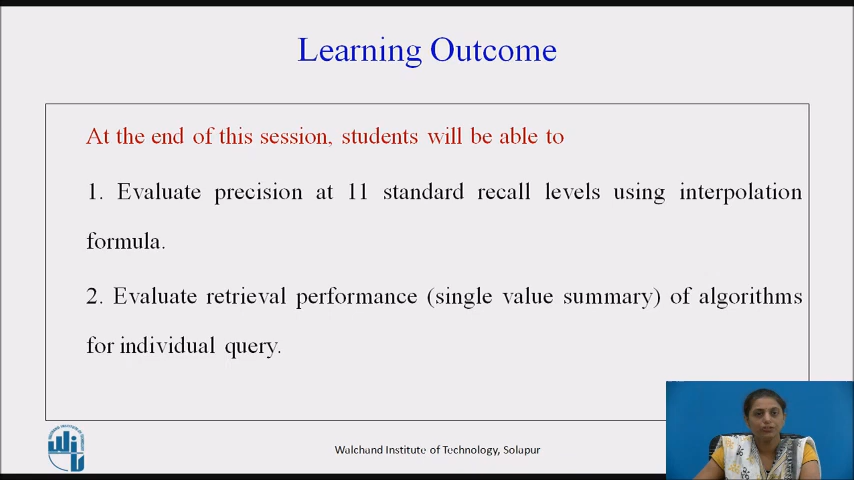 Learning Outcome
At the end of this session, students will be able to
1. Evaluate precision at 11 standard recall levels using interpolation
formula.
2. Evaluate retrieval performance (single value summary) of algorithms
for individual query.
Walchand Institute of Technology, Solapur